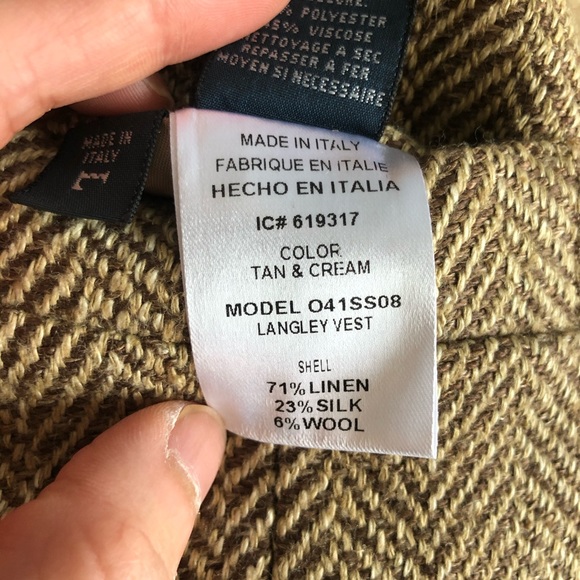 POLYESTER
VISCOSE
NETTOYAGE A SEC
REPASSER A FER
MOYEN SI NECESSAIRE
MADE IN
ITALY
L
MADE IN ITALY
FABRIQUE EN ITALIE
HECHO EN ITALIA
IC# 619317
COLOR
TAN & CREAM
MODEL O41SS08
LANGLEY VEST
SHELL
71% LINEN
23% SILK
6% WOOL